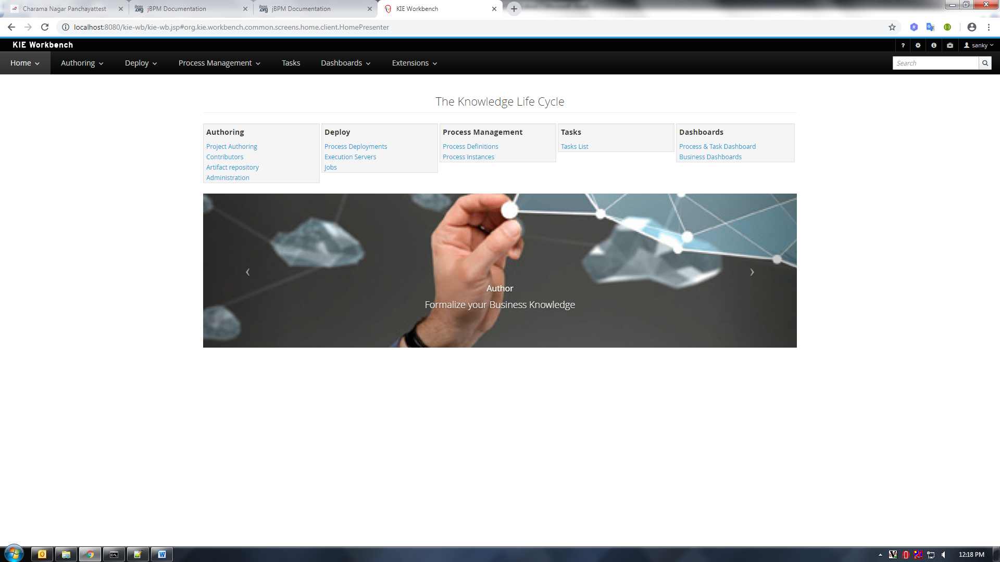 Charama Nagar Panchayattest
jBPM Documentation
jBPM Documentation
KIE Workbench
localhost:8080/kie-wb/kie-wb.jsp#org.kie.workbench.common.screens.home.client.HomePresenter
KIE Workbench
sanky
Home
Authoring
Deploy
Process Management
Tasks
Dashboards
Extensions
Search
The Knowledge Life Cycle
Authoring
Project Authoring
Contributors
Artifact repository
Administration
Deploy
Process Deployments
Execution Servers
Jobs
Process Management
Process Definitions
Process Instances
Tasks
Tasks List
Dashboards
Process & Task Dashboard
Business Dashboards
Author
Formalize your Business Knowledge
12:18 PM